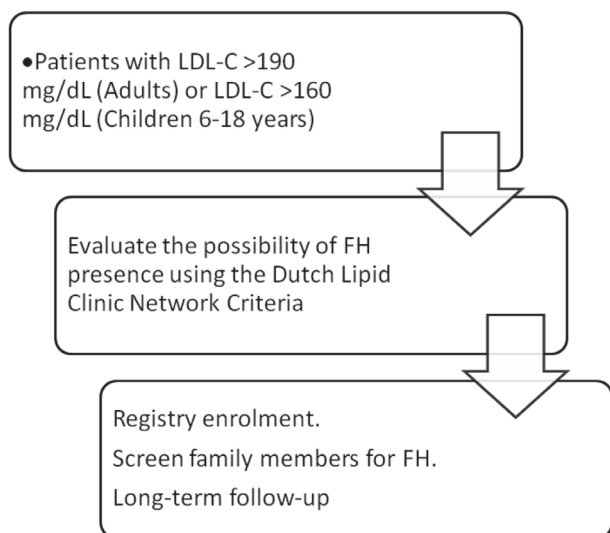 •Patients with LDL-C >190
mg/dL (Adults) or LDL-C >160
mg/dL (Children 6-18 years)
Evaluate the possibility of FH
presence using the Dutch Lipid
Clinic Network Criteria
Registry enrolment.
Screen family members for FH.
Long-term follow-up